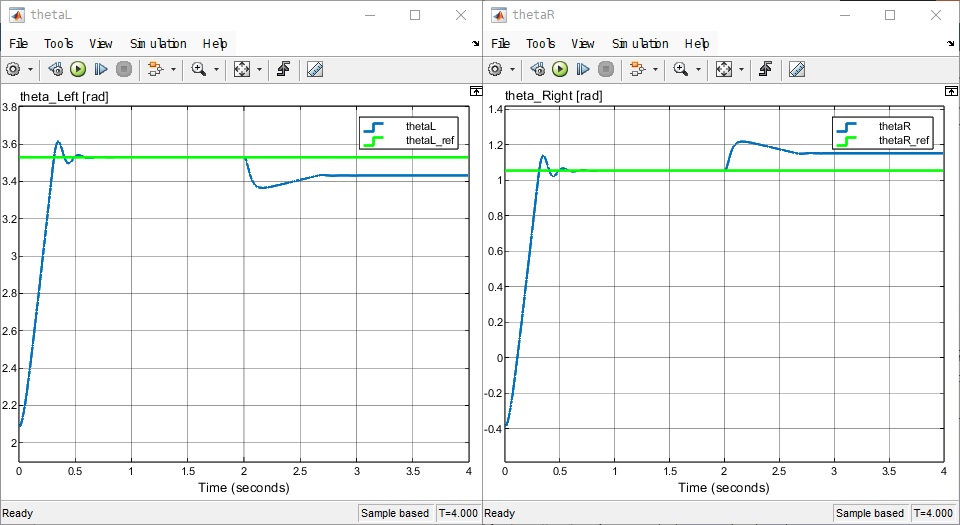 thetaL
File Tools View Simulation Help
theta_Left [rad]
thetaL
thetaL_ref
3.8
3.6
3.4
3.2
3
2.8
2.6
2.4
2.2
2
0 0.5 1 1.5 2 2.5 3 3.5 4
Time (seconds)
Ready Sample based T=4.000
thetaR
File Tools View Simulation Help
theta_Right [rad]
thetaR
thetaR_ref
1.4
1.2
1
0.8
0.6
0.4
0.2
0
-0.2
-0.4
0 0.5 1 1.5 2 2.5 3 3.5 4
Time (seconds)
Ready Sample based T=4.000